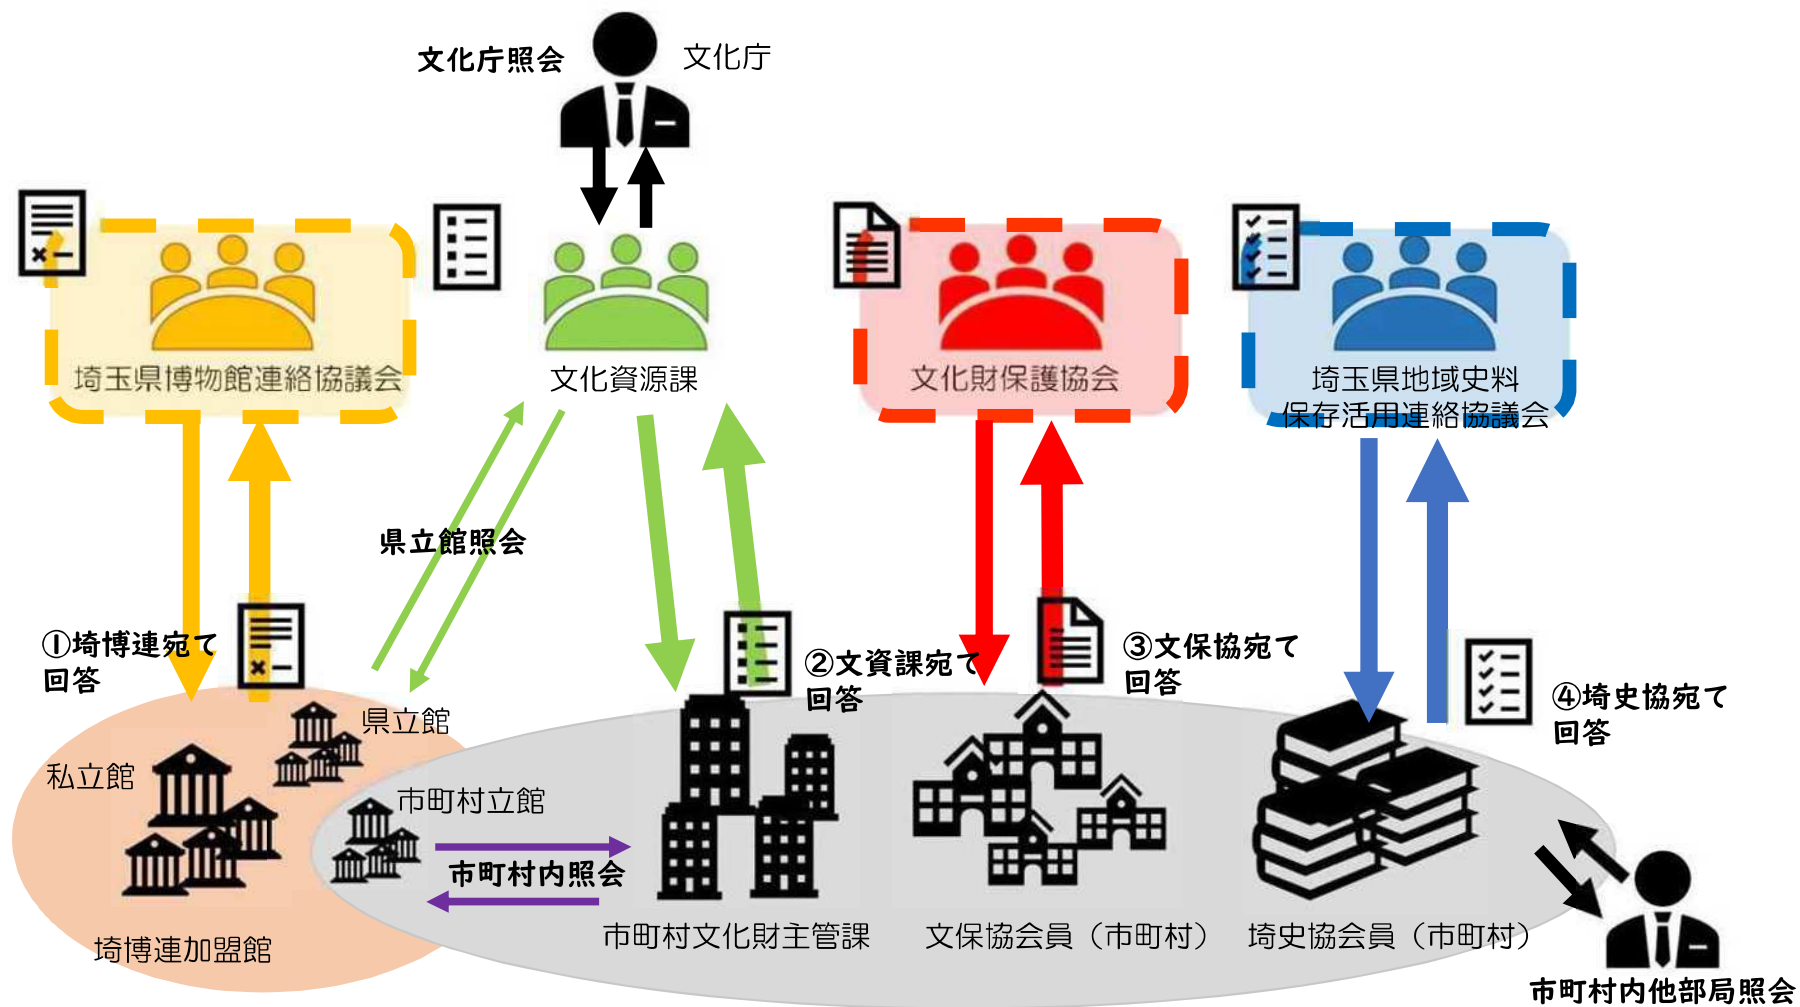 文化庁照会
文化庁
埼玉県博物館連絡協議会
文化資源課
文化財保護協会
埼玉県地域史料
保存活用連絡協議会
県立館照会
①埼博連宛て
回答
②文資課宛て
回答
③文保協宛て
回答
④埼史協宛て
回答
県立館
私立館
市町村立館
市町村内照会
埼博連加盟館
市町村文化財主管課
文保協会員（市町村）
埼史協会員（市町村）
市町村内他部局照会